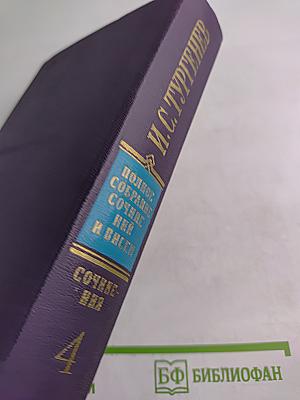 И.С.ТУРГЕНЕВ
ПОЛНОЕ
СОБРАНИЕ
СОЧИНЕ
НИЙ
И ПИСЕМ
СОЧИНЕ-
НИЯ
4
БФ БИБЛИОФАН